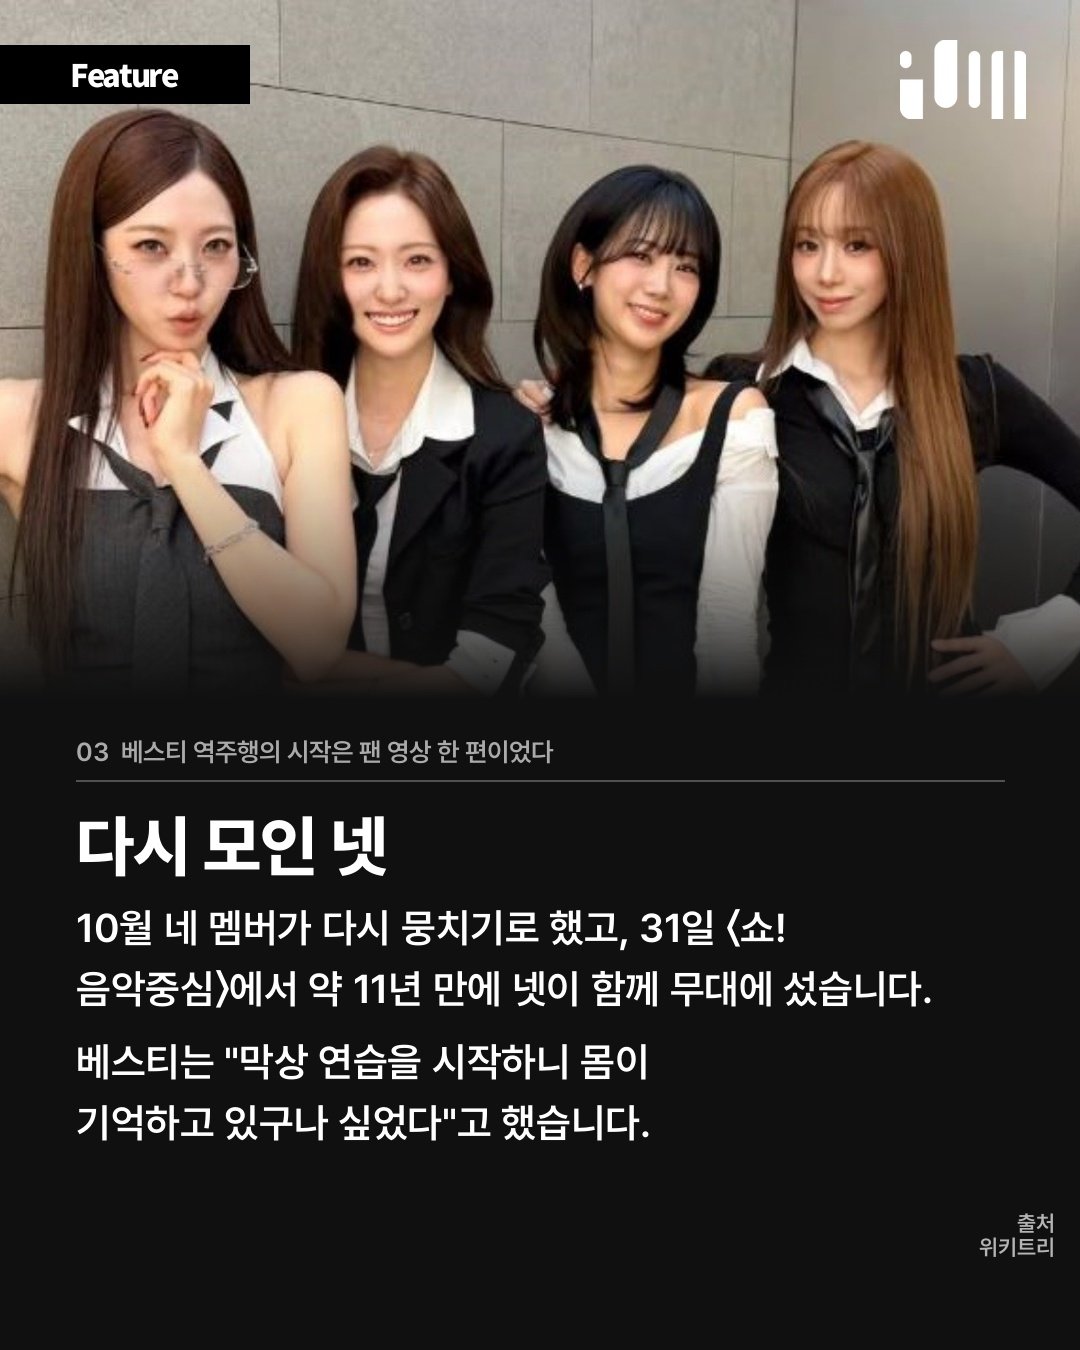 Feature
idm
03 베스티 역주행의 시작은 팬 영상 한 편이었다
다시 모인 넷
10월 네 멤버가 다시 뭉치기로 했고, 31일 〈쇼!
음악중심〉에서 약 11년 만에 넷이 함께 무대에 섰습니다.
베스티는 "막상 연습을 시작하니 몸이
기억하고 있구나 싶었다"고 했습니다.
출처
위키트리